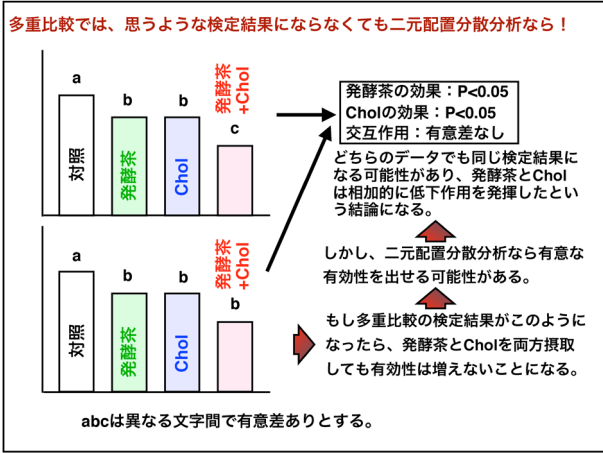 多重比較では、思うような検定結果にならなくても二元配置分散分析なら！
a
b
b
c
対照
発酵茶
Chol
発酵茶
+Chol
発酵茶の効果：P<0.05
Cholの効果：P<0.05
交互作用：有意差なし
どちらのデータでも同じ検定結果に
なる可能性があり、発酵茶とChol
は相加的に低下作用を発揮したとい
う結論になる。
しかし、二元配置分散分析なら有意な
有効性を出せる可能性がある。
a
b
b
b
対照
発酵茶
Chol
発酵茶
+Chol
もし多重比較の検定結果がこのように
なったら、発酵茶とCholを両方摂取
しても有効性は増えないことになる。
abcは異なる文字間で有意差ありとする。